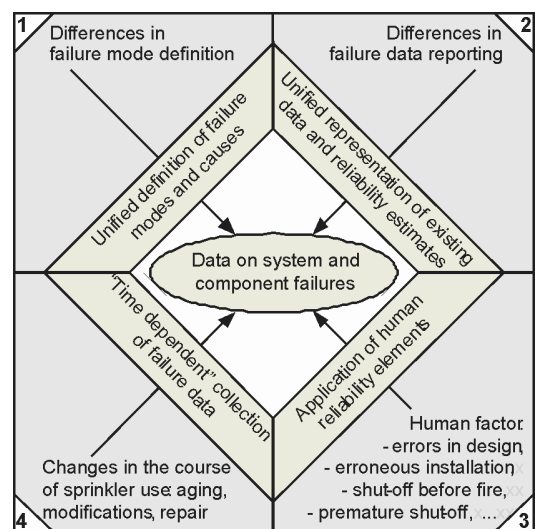 1
Differences in
failure mode definition
2
Differences in
failure data reporting
Unified definition of failure
modes and causes
Unified representation of existing
data and reliability estimates
Data on system and
component failures
"Time dependent" collection
of failure data
Application of human
reliability elements
Changes in the course
of sprinkler use: aging,
modifications, repair
4
Human factor:
- errors in design,
- erroneous installation,
- shut-off before fire,
- premature shut-off, ...
3